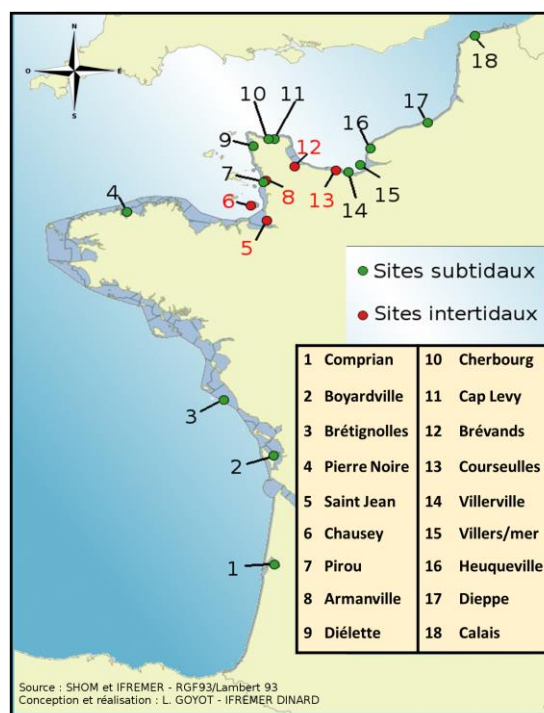 N
O
E
S
18
17
10 11
16
9
12
7
8
13
14
15
4
6
5
Sites subtidaux
Sites intertidaux
3
2
1
1 Comprian 10 Cherbourg
2 Boyardville 11 Cap Levy
3 Brétignolles 12 Brévands
4 Pierre Noire 13 Courseulles
5 Saint Jean 14 Villerville
6 Chausey 15 Villers/mer
7 Pirou 16 Heuqueville
8 Armanville 17 Dieppe
9 Diélette 18 Calais
Source : SHOM et IFREMER - RGF93/Lambert 93
Conception et réalisation : L. GOYOT - IFREMER DINARD